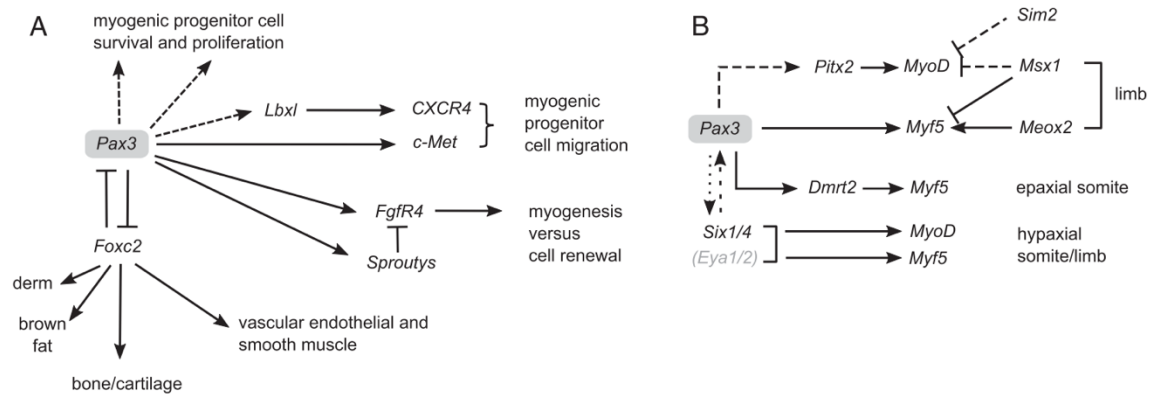 A
myogenic progenitor cell
survival and proliferation
Lbxl
CXCR4
Pax3
c-Met
myogenic
progenitor
cell migration
FgfR4
myogenesis
versus
cell renewal
Foxc2
Sproutys
derm
brown
fat
vascular endothelial and
smooth muscle
bone/cartilage
B
Sim2
Pitx2
MyoD
Msx1
limb
Pax3
Myf5
Meox2
Dmrt2
Myf5
epaxial somite
Six1/4
MyoD
hypaxial
somite/limb
(Eya1/2)
Myf5